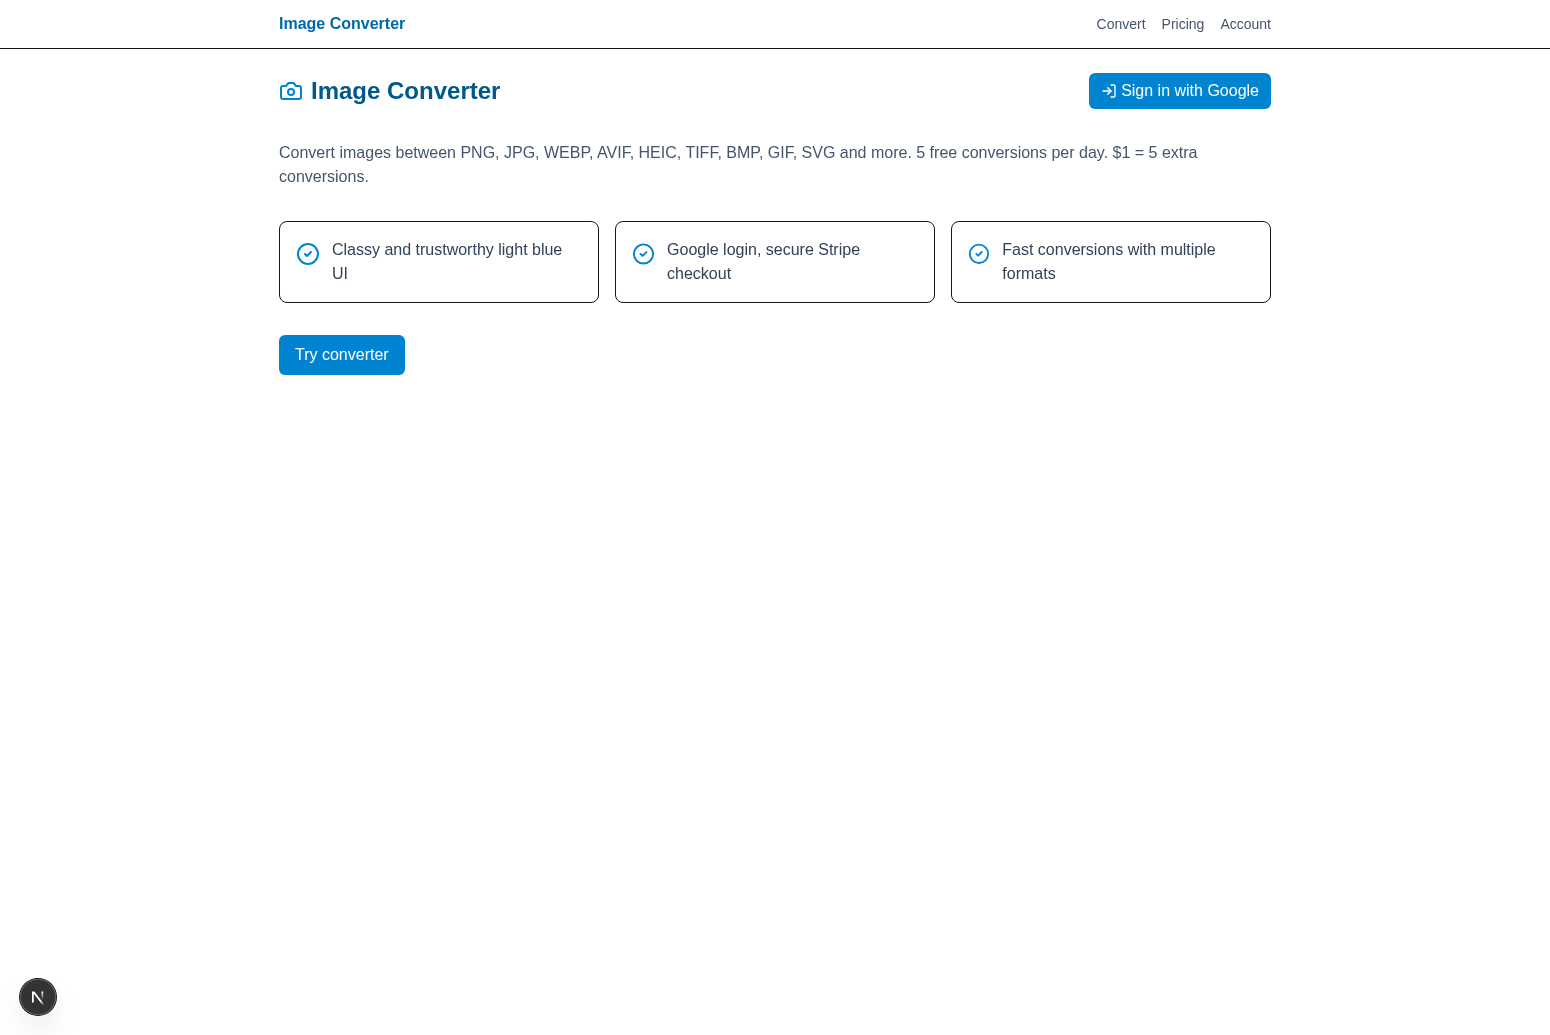 Image Converter
Convert Pricing Account
Image Converter
Sign in with Google
Convert images between PNG, JPG, WEBP, AVIF, HEIC, TIFF, BMP, GIF, SVG and more. 5 free conversions per day. $1 = 5 extra
conversions.
Classy and trustworthy light blue
UI
Google login, secure Stripe
checkout
Fast conversions with multiple
formats
Try converter
N